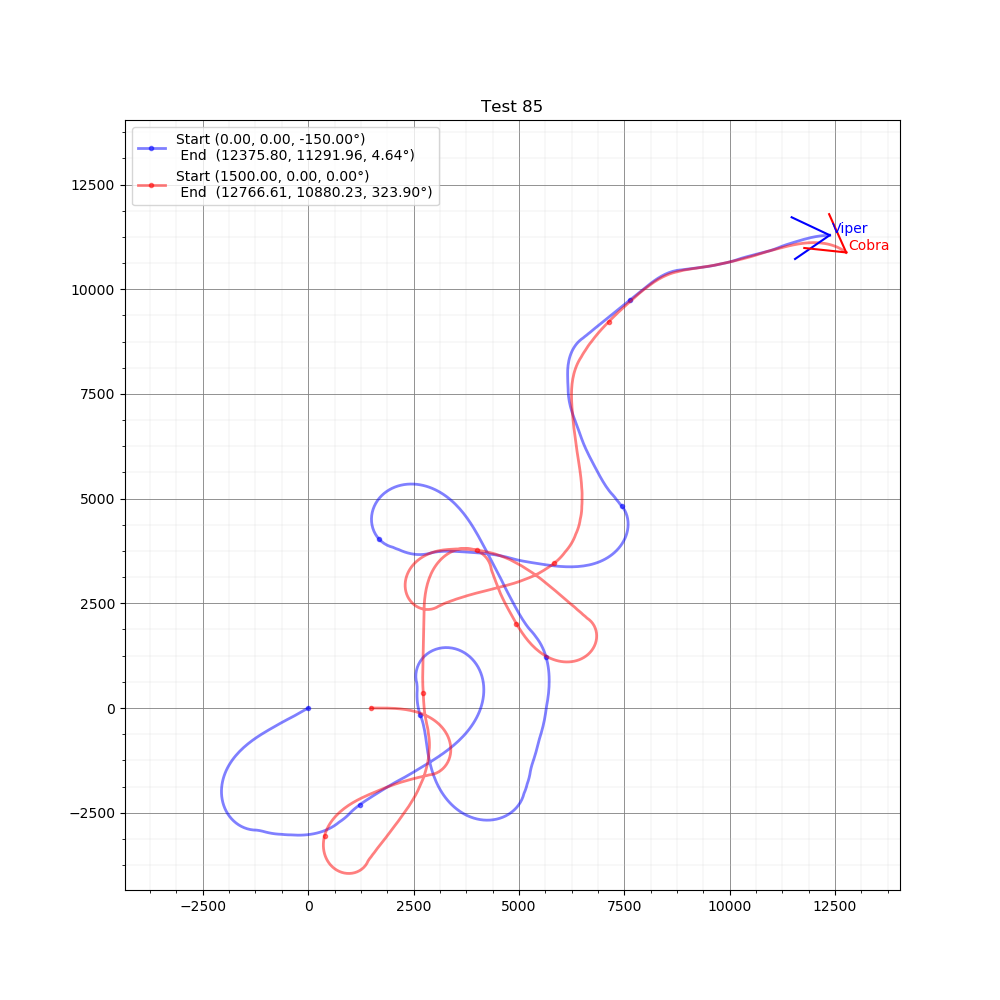 Test 85
Start (0.00, 0.00, -150.00°)
End  (12375.80, 11291.96, 4.64°)
Start (1500.00, 0.00, 0.00°)
End  (12766.61, 10880.23, 323.90°)
12500
10000
7500
5000
2500
0
−2500
Viper
Cobra
−2500 0 2500 5000 7500 10000 12500